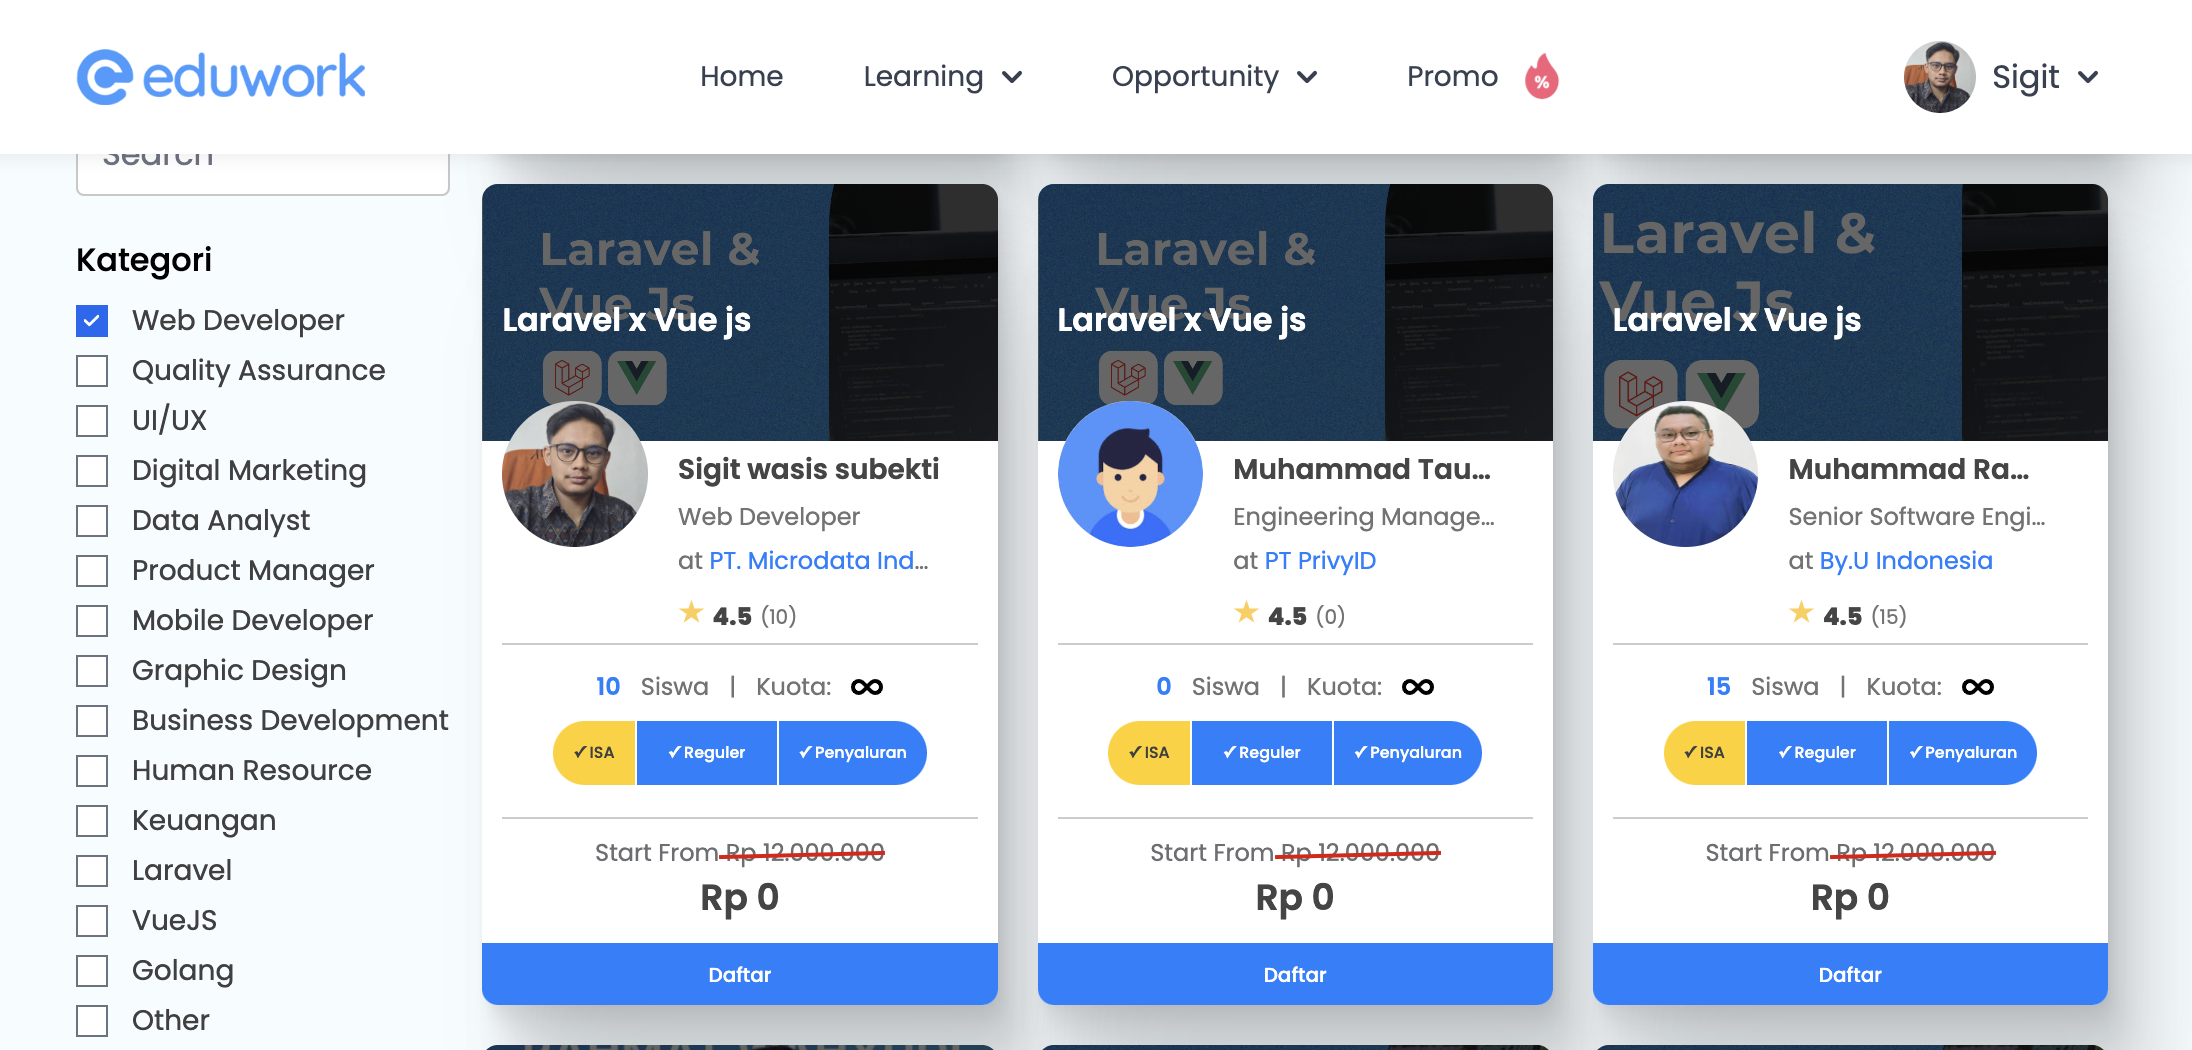 eduwork
Home
Learning
Opportunity
Promo
%
Sigit
Search
Kategori
Web Developer
Quality Assurance
UI/UX
Digital Marketing
Data Analyst
Product Manager
Mobile Developer
Graphic Design
Business Development
Human Resource
Keuangan
Laravel
VueJS
Golang
Other
Laravel &
Vue Js
Laravel x Vue js
Sigit wasis subekti
Web Developer
at PT. Microdata Ind...
★ 4.5 (10)
10 Siswa | Kuota: ∞
✓ISA ✓Reguler ✓Penyaluran
Start From Rp 12.000.000
Rp 0
Daftar
Laravel &
Vue Js
Laravel x Vue js
Muhammad Tau...
Engineering Manage...
at PT PrivyID
★ 4.5 (0)
0 Siswa | Kuota: ∞
✓ISA ✓Reguler ✓Penyaluran
Start From Rp 12.000.000
Rp 0
Daftar
Laravel &
Vue Js
Laravel x Vue js
Muhammad Ra...
Senior Software Engi...
at By.U Indonesia
★ 4.5 (15)
15 Siswa | Kuota: ∞
✓ISA ✓Reguler ✓Penyaluran
Start From Rp 12.000.000
Rp 0
Daftar